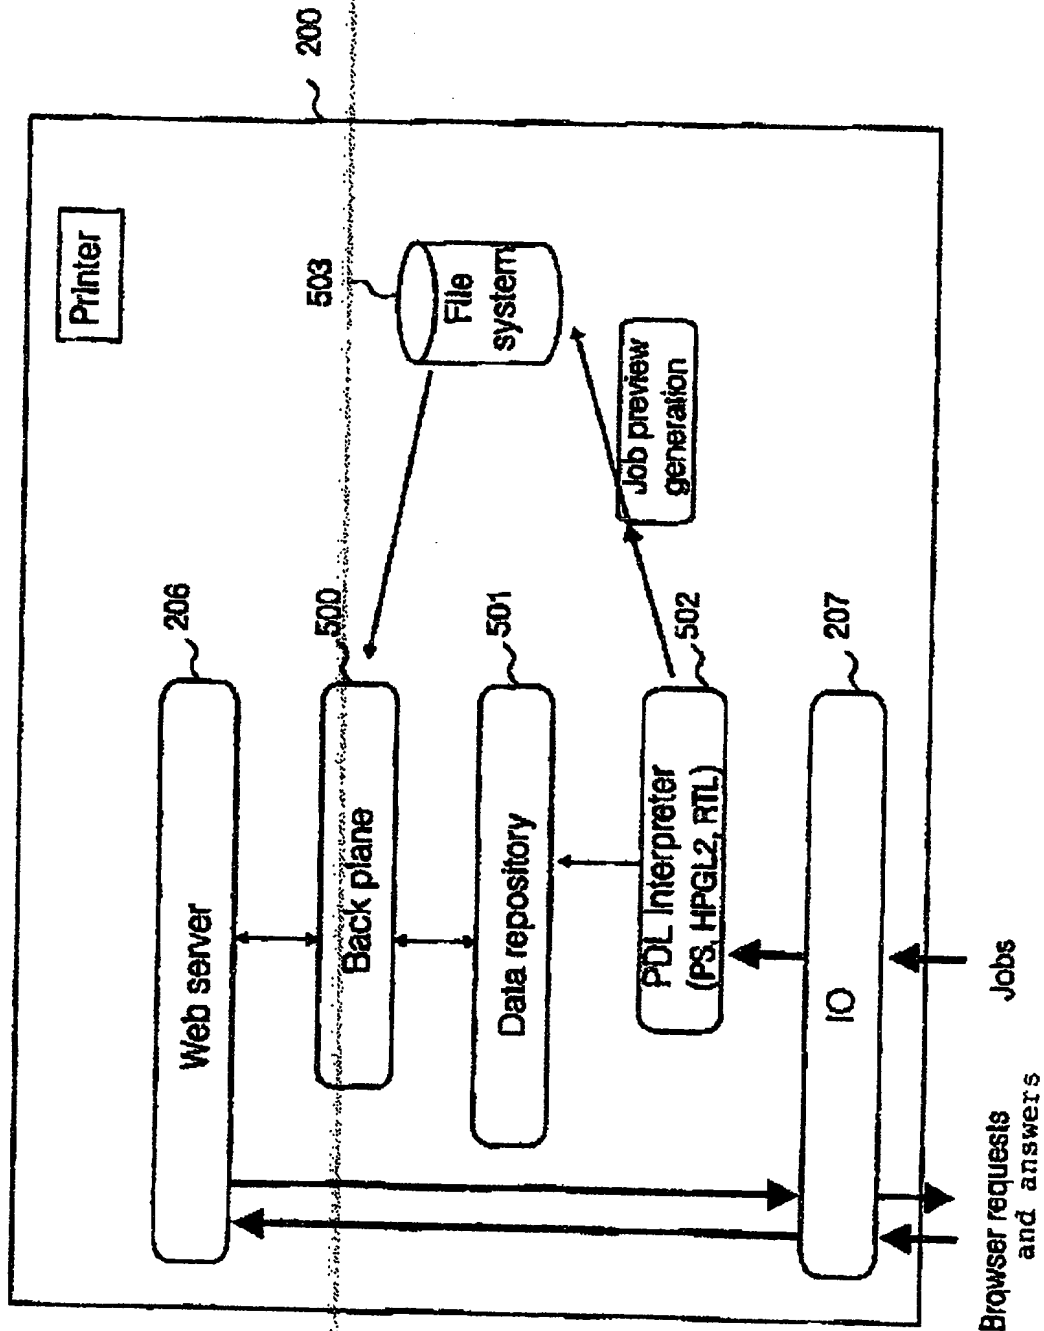 200
Printer
503
File
system
Job preview
generation
206
Web server
500
Back plane
501
Data repository
502
PDL Interpreter
(PS, HPGL2, RTL)
207
IO
Jobs
Browser requests
and answers